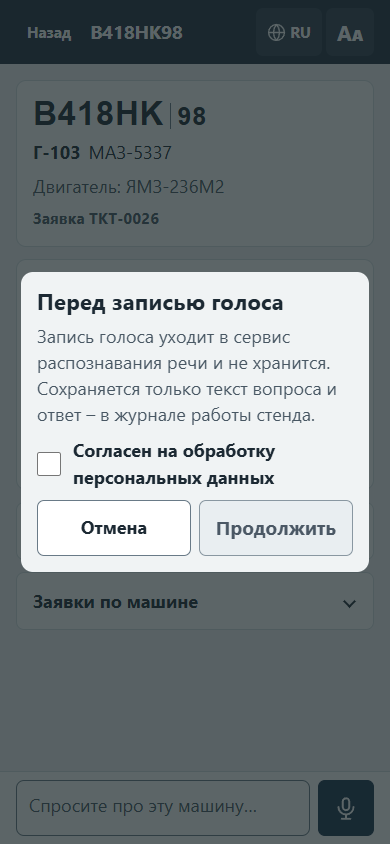 Назад
В418НК98
RU
Aᴀ
В418НК 98
Г-103 МАЗ-5337
Двигатель: ЯМЗ-236М2
Заявка ТКТ-0026
Перед записью голоса
Запись голоса уходит в сервис
распознавания речи и не хранится.
Сохраняется только текст вопроса и
ответ – в журнале работы стенда.
Согласен на обработку
персональных данных
Отмена
Продолжить
Заявки по машине
Спросите про эту машину...